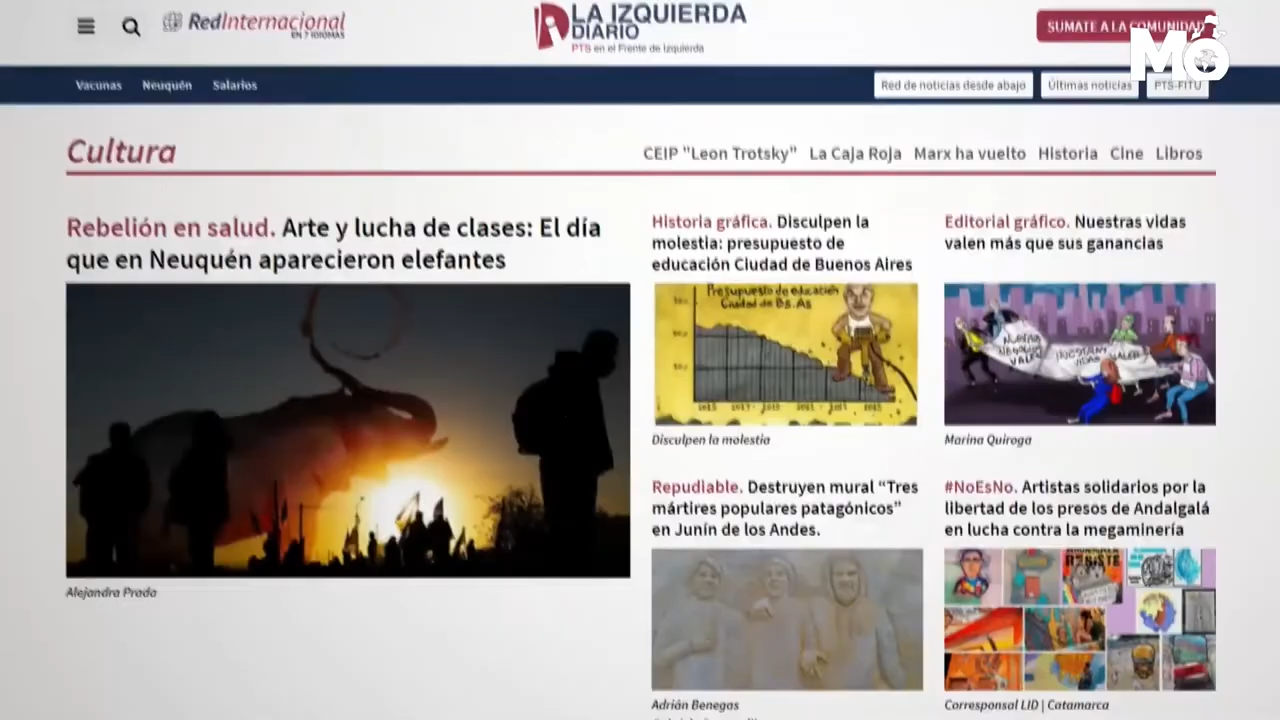 RedInternacional
EN 7 IDIOMAS
LA IZQUIERDA
DIARIO
PTS en el Frente de Izquierda
SUMATE A LA COMUNIDAD
MO
Vacunas
Neuquén
Salarios
Red de noticias desde abajo
Últimas noticias
PTS-FITU
Cultura
CEIP "Leon Trotsky"
La Caja Roja
Marx ha vuelto
Historia
Cine
Libros
Rebelión en salud. Arte y lucha de clases: El día
que en Neuquén aparecieron elefantes
Alejandra Prado
Historia gráfica. Disculpen la
molestia: presupuesto de
educación Ciudad de Buenos Aires
Presupuesto de educación
Ciudad de Bs.As
Disculpen la molestia
Editorial gráfico. Nuestras vidas
valen más que sus ganancias
Marina Quiroga
Repudiable. Destruyen mural “Tres
mártires populares patagónicos”
en Junín de los Andes.
Adrián Benegas
#NoEsNo. Artistas solidarios por la
libertad de los presos de Andalgalá
en lucha contra la megaminería
RESISTE
Corresponsal LID | Catamarca